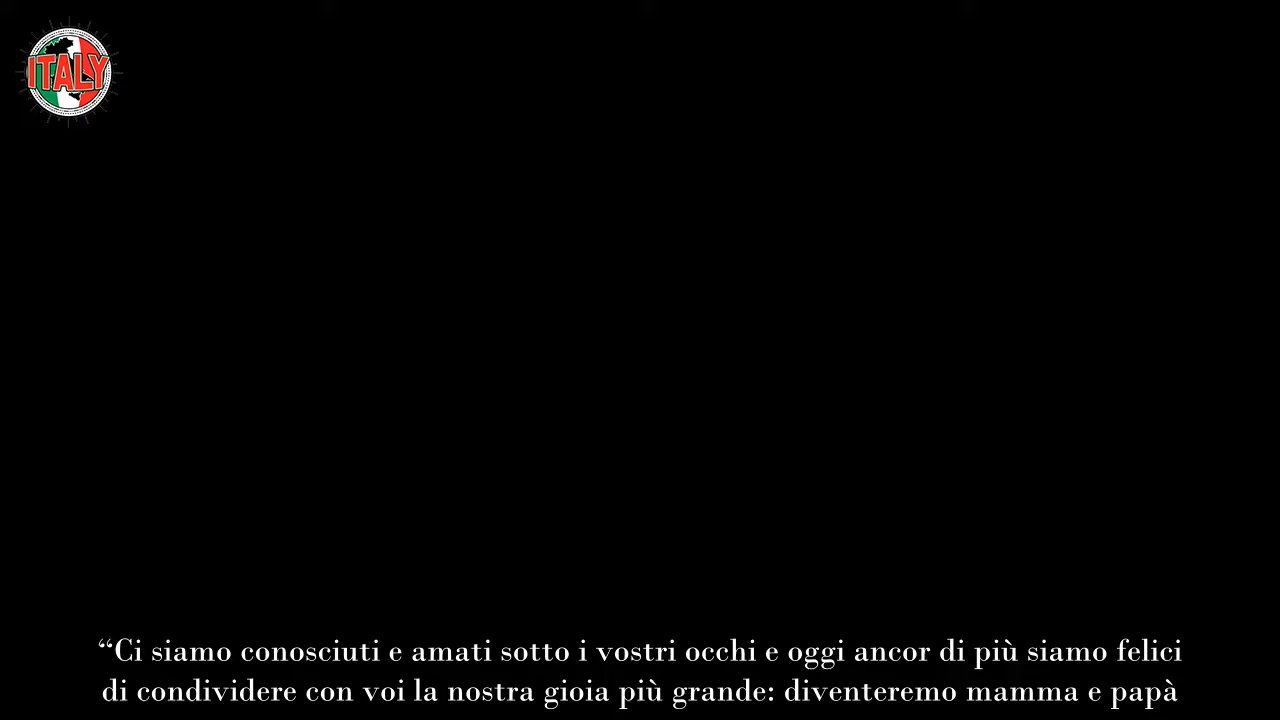 ITALY
“Ci siamo conosciuti e amati sotto i vostri occhi e oggi ancor di più siamo felici
di condividere con voi la nostra gioia più grande: diventeremo mamma e papà